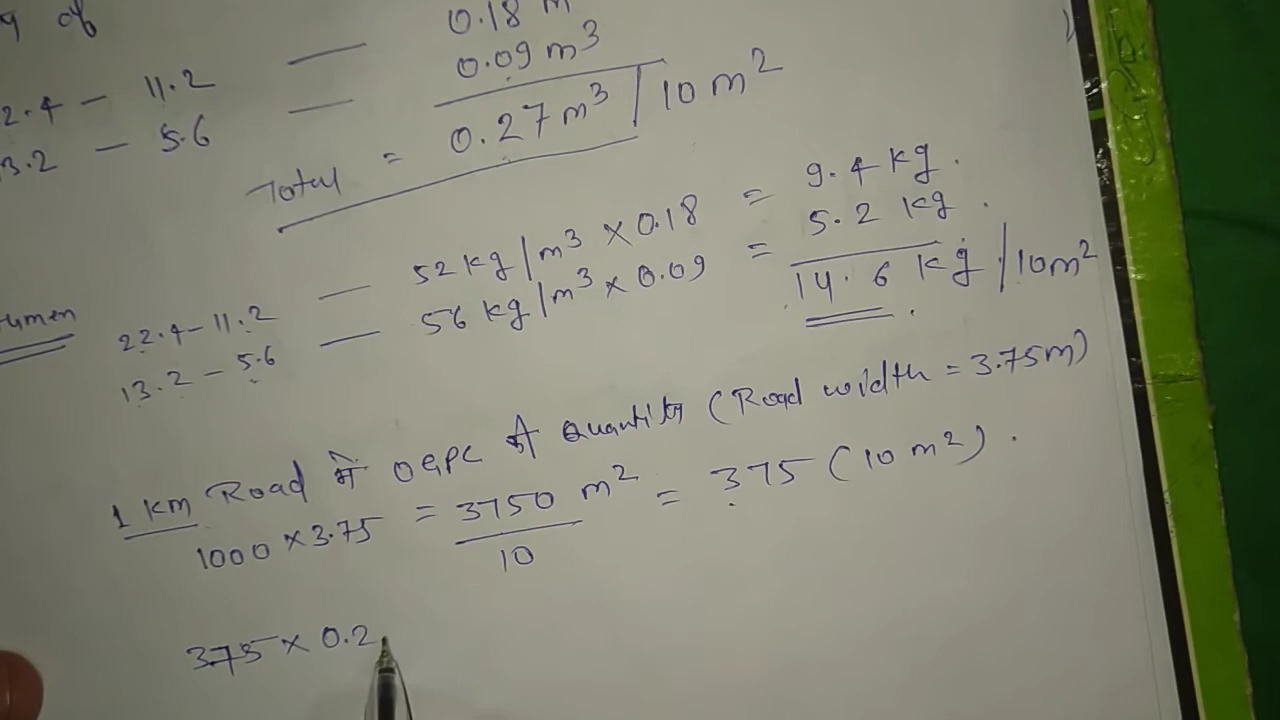 of
0.18 m
2.4 – 11.2 — 0.09 m3
3.2 – 5.6 —
Total = 0.27 m3 / 10 m2
22.4 – 11.2 — 52 kg/m3 × 0.18 = 9.4 kg.
13.2 – 5.6 — 56 kg/m3 × 0.09 = 5.2 kg.
14.6 kg / 10m2
1 km Road में OGPC की Quantity (Road width = 3.75m)
1000 × 3.75 = 3750 m2 / 10 = 375 (10 m2).
375 × 0.2